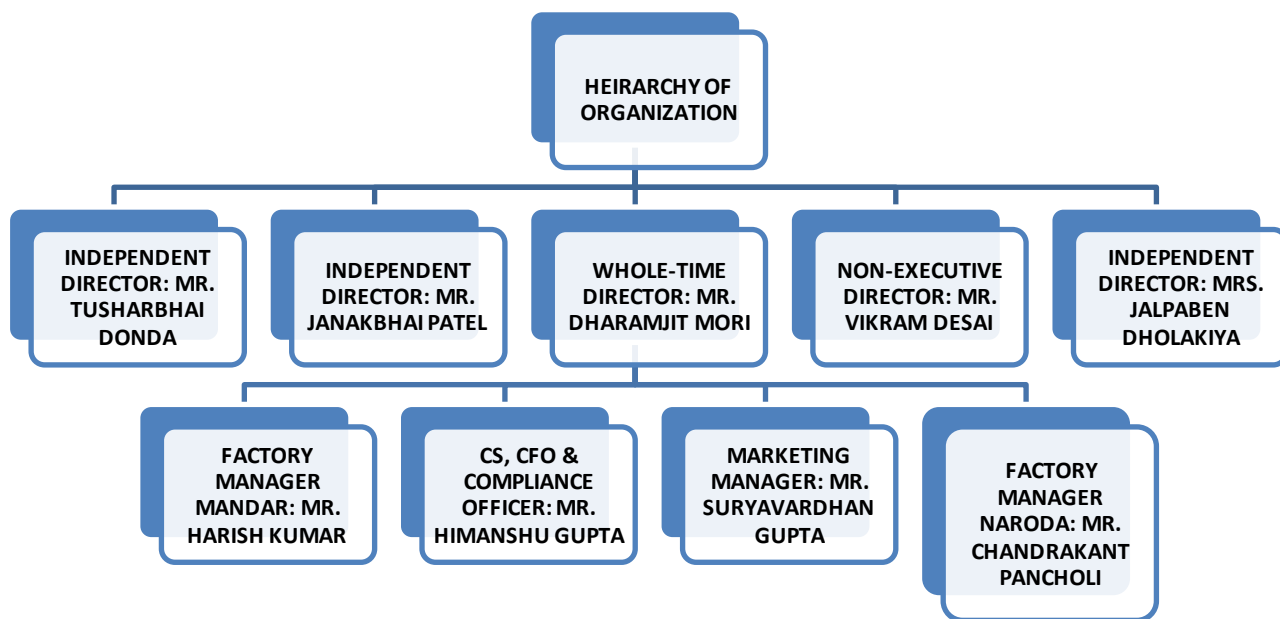 HEIRARCHY OF
ORGANIZATION
INDEPENDENT
DIRECTOR: MR.
TUSHARBHAI
DONDA
INDEPENDENT
DIRECTOR: MR.
JANAKBHAI PATEL
WHOLE-TIME
DIRECTOR: MR.
DHARAMJIT MORI
NON-EXECUTIVE
DIRECTOR: MR.
VIKRAM DESAI
INDEPENDENT
DIRECTOR: MRS.
JALPABEN
DHOLAKIYA
FACTORY
MANAGER
MANDAR: MR.
HARISH KUMAR
CS, CFO &
COMPLIANCE
OFFICER: MR.
HIMANSHU GUPTA
MARKETING
MANAGER: MR.
SURYAVARDHAN
GUPTA
FACTORY
MANAGER
NARODA: MR.
CHANDRAKANT
PANCHOLI